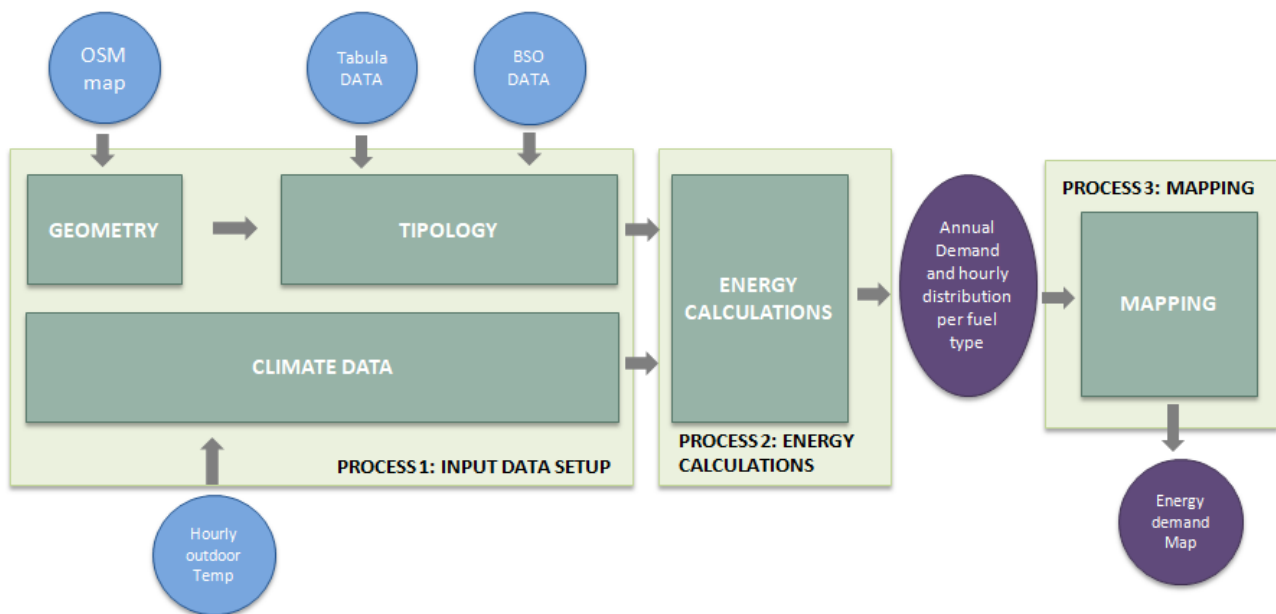 OSM
map
Tabula
DATA
BSO
DATA
GEOMETRY
TIPOLOGY
CLIMATE DATA
PROCESS 1: INPUT DATA SETUP
Hourly
outdoor
Temp
ENERGY
CALCULATIONS
PROCESS 2: ENERGY
CALCULATIONS
Annual
Demand
and hourly
distribution
per fuel
type
PROCESS 3: MAPPING
MAPPING
Energy
demand
Map